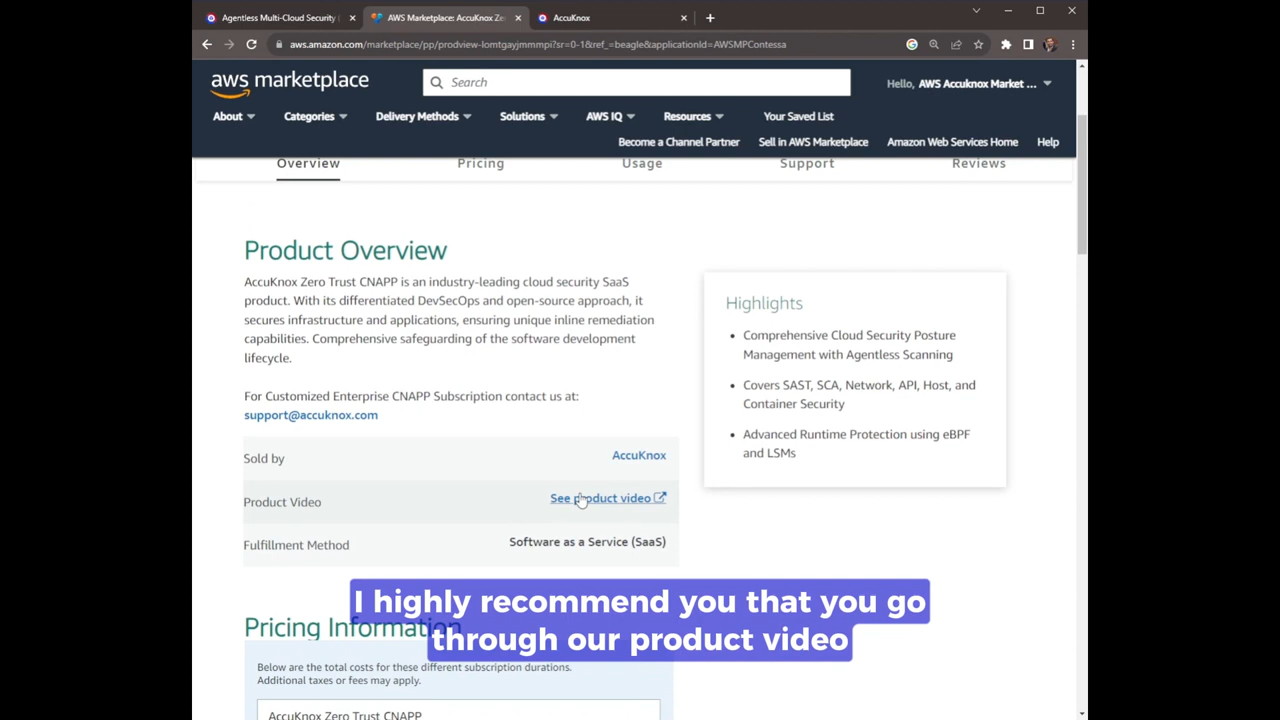 Agentless Multi-Cloud Security |
AWS Marketplace: AccuKnox Ze
AccuKnox
aws.amazon.com/marketplace/pp/prodview-lomtgayjmmmpi?sr=0-1&ref_=beagle&applicationId=AWSMPContessa
aws marketplace
Search
Hello, AWS Accuknox Market ...
About
Categories
Delivery Methods
Solutions
AWS IQ
Resources
Your Saved List
Become a Channel Partner
Sell in AWS Marketplace
Amazon Web Services Home
Help
Overview
Pricing
Usage
Support
Reviews
Product Overview
AccuKnox Zero Trust CNAPP is an industry-leading cloud security SaaS
product. With its differentiated DevSecOps and open-source approach, it
secures infrastructure and applications, ensuring unique inline remediation
capabilities. Comprehensive safeguarding of the software development
lifecycle.
For Customized Enterprise CNAPP Subscription contact us at:
support@accuknox.com
Sold by
AccuKnox
Product Video
See product video
Fulfillment Method
Software as a Service (SaaS)
Highlights
• Comprehensive Cloud Security Posture
Management with Agentless Scanning
• Covers SAST, SCA, Network, API, Host, and
Container Security
• Advanced Runtime Protection using eBPF
and LSMs
I highly recommend you that you go
through our product video
Pricing Information
Below are the total costs for these different subscription durations.
Additional taxes or fees may apply.
AccuKnox Zero Trust CNAPP